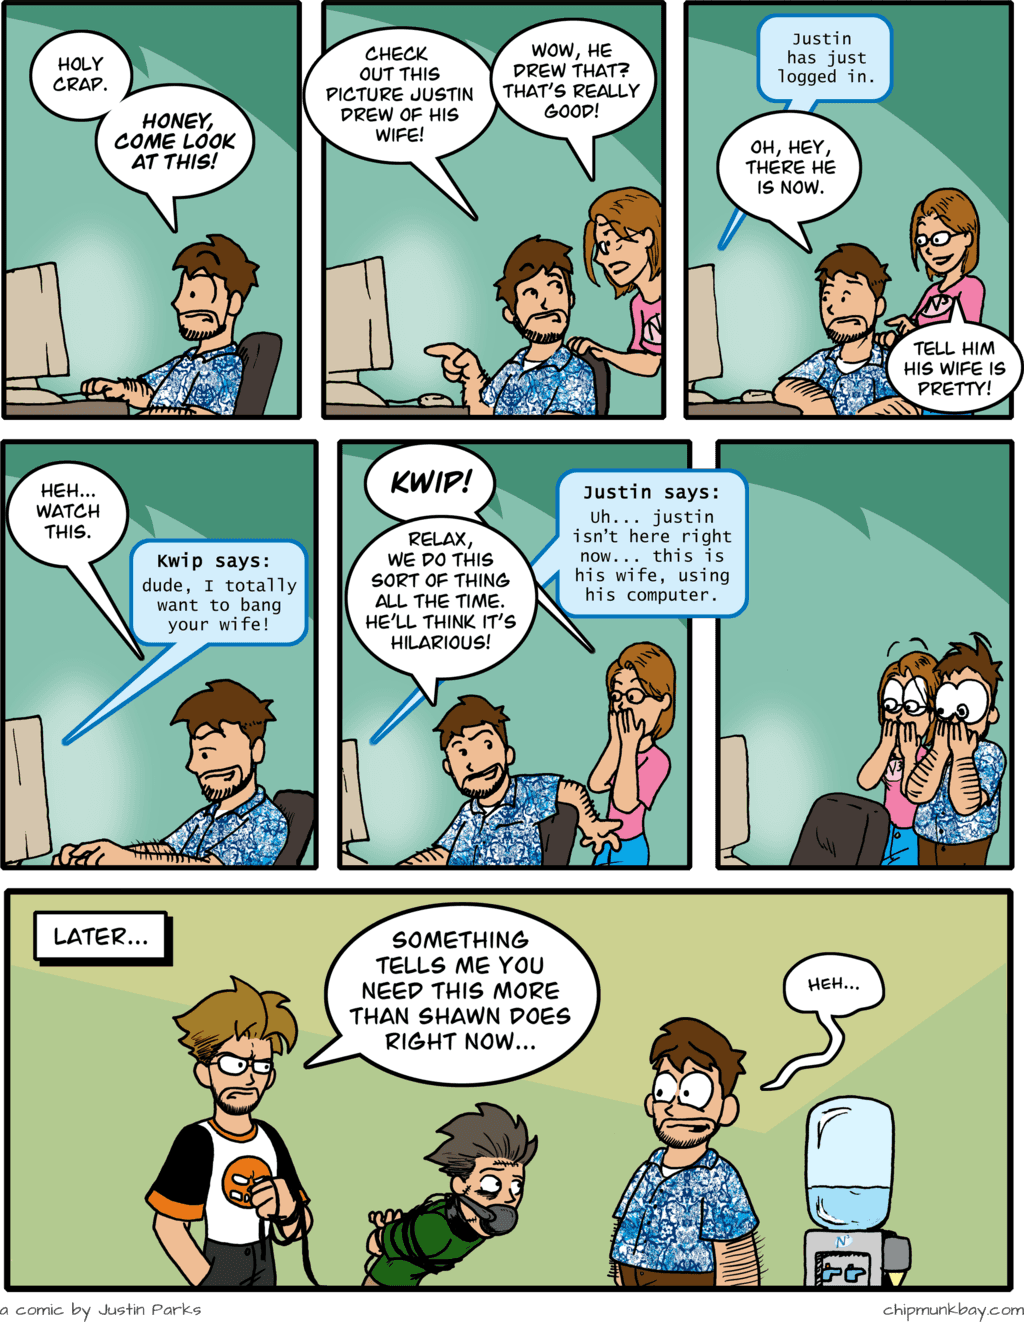 HOLY
CRAP.
HONEY,
COME LOOK
AT THIS!
CHECK
OUT THIS
PICTURE JUSTIN
DREW OF HIS
WIFE!
WOW, HE
DREW THAT?
THAT'S REALLY
GOOD!
Justin
has just
logged in.
OH, HEY,
THERE HE
IS NOW.
TELL HIM
HIS WIFE IS
PRETTY!
HEH...
WATCH
THIS.
Kwip says:
dude, I totally
want to bang
your wife!
KWIP!
RELAX,
WE DO THIS
SORT OF THING
ALL THE TIME.
HE'LL THINK IT'S
HILARIOUS!
Justin says:
Uh... justin
isn't here right
now... this is
his wife, using
his computer.
LATER...
SOMETHING
TELLS ME YOU
NEED THIS MORE
THAN SHAWN DOES
RIGHT NOW...
HEH...
a comic by Justin Parks
chipmunkbay.com